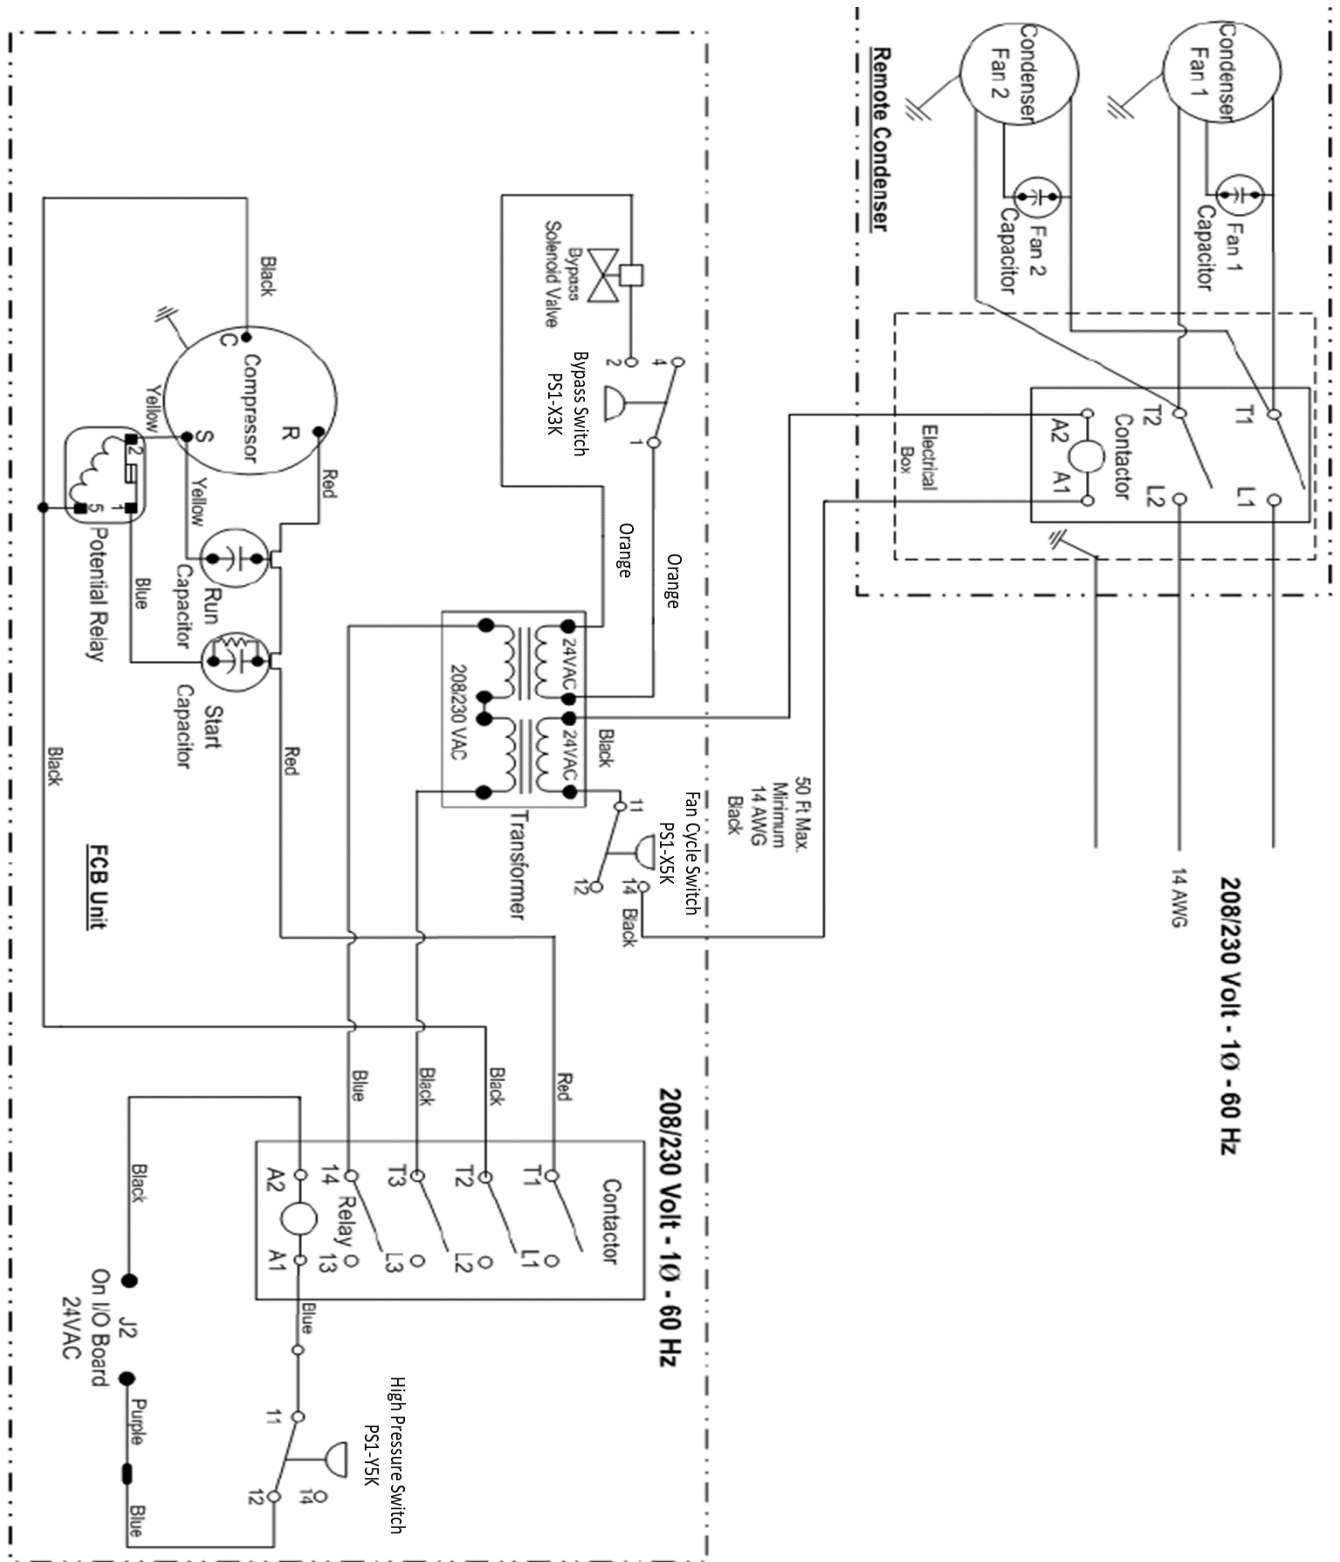 Remote Condenser
Condenser
Fan 1
Fan 1
Capacitor
Condenser
Fan 2
Fan 2
Capacitor
Electrical
Box
Contactor
T1
L1
T2
L2
A2
A1
208/230 Volt - 1Ø - 60 Hz
14 AWG
50 Ft Max.
Minimum
14 AWG
Black
Bypass
Solenoid Valve
Bypass Switch
PS1-X3K
4
2
1
Orange
Orange
24VAC
24VAC
208/230 VAC
Transformer
Black
Fan Cycle Switch
PS1-X5K
11
12
14
Black
Black
Compressor
C
S
R
Yellow
Yellow
Red
2
1
5
Potential Relay
Blue
Run
Capacitor
Start
Capacitor
Red
Black
FCB Unit
208/230 Volt - 1Ø - 60 Hz
Red
Black
Black
Blue
Contactor
T1
L1
T2
L2
T3
L3
14
Relay
13
A2
A1
Black
Blue
J2
On I/O Board
24VAC
Purple
Blue
High Pressure Switch
PS1-Y5K
11
12
14